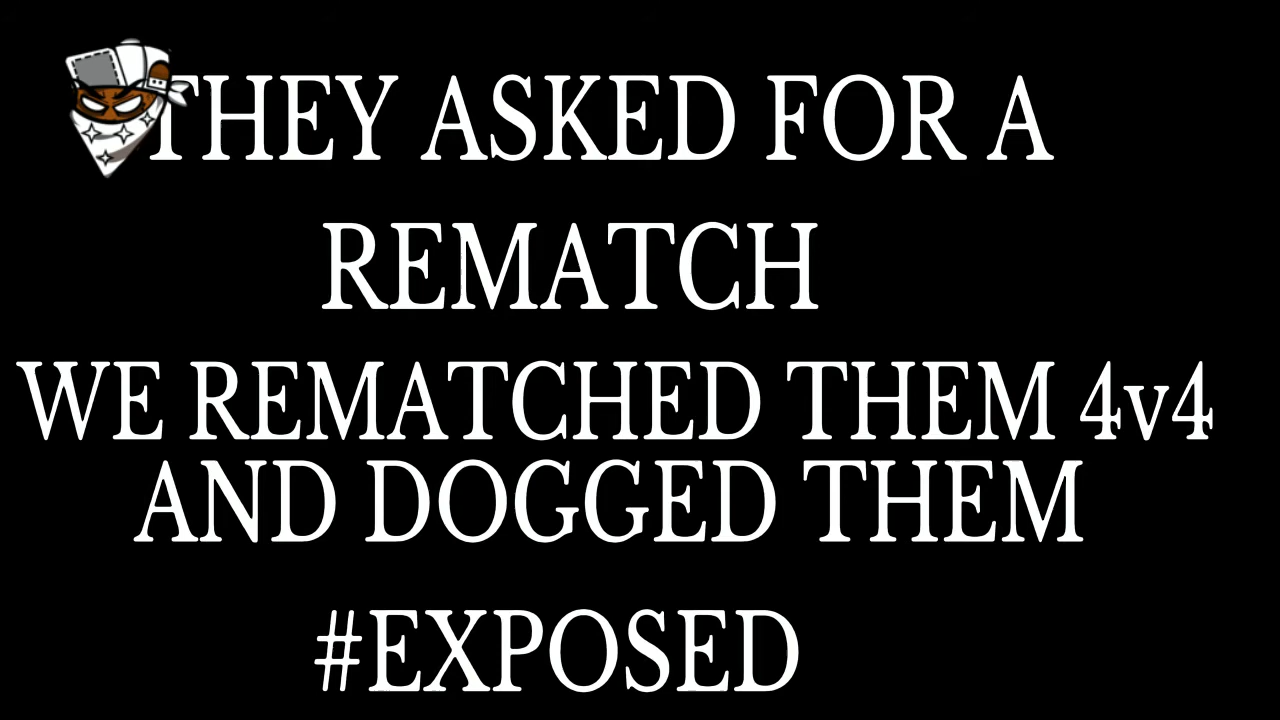 THEY ASKED FOR A
REMATCH
WE REMATCHED THEM 4v4
AND DOGGED THEM
#EXPOSED